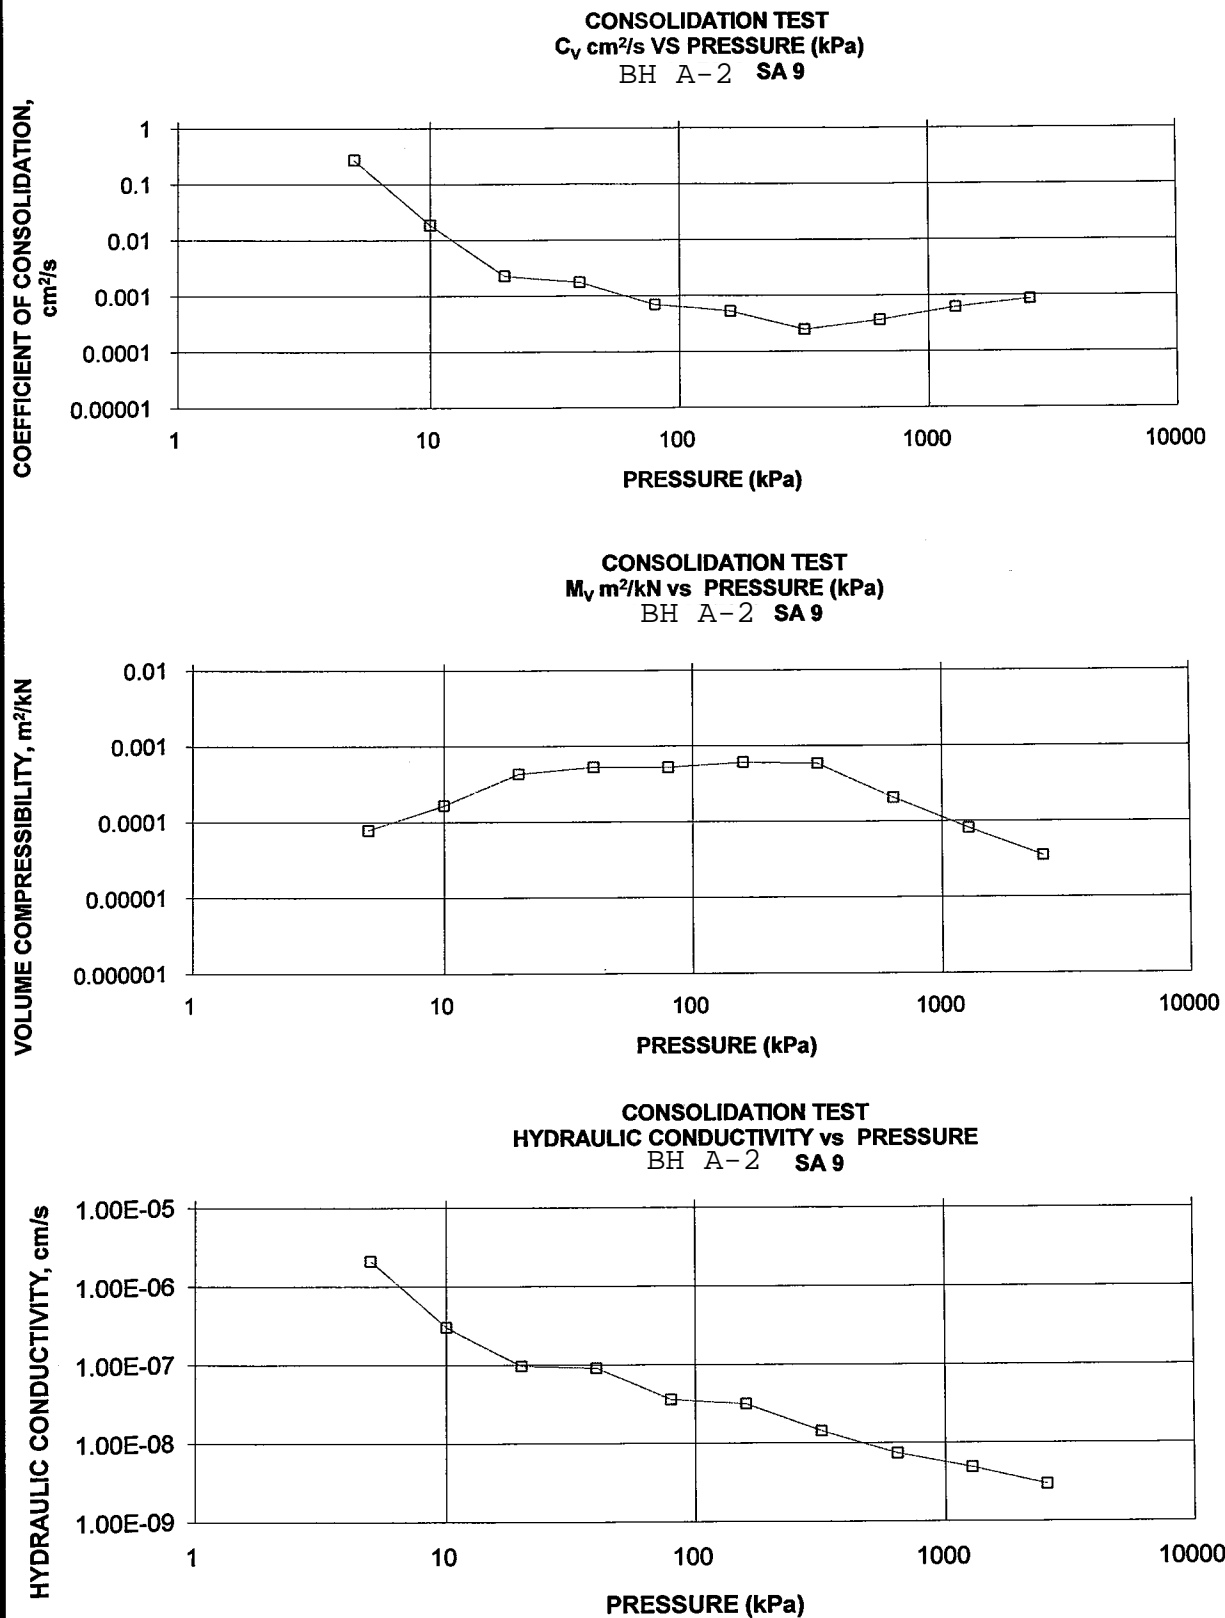 CONSOLIDATION TEST
Cv cm²/s VS PRESSURE (kPa)
BH A-2 SA 9
COEFFICIENT OF CONSOLIDATION,
cm²/s
1
0.1
0.01
0.001
0.0001
0.00001
1 10 100 1000 10000
PRESSURE (kPa)
CONSOLIDATION TEST
Mv m²/kN vs PRESSURE (kPa)
BH A-2 SA 9
VOLUME COMPRESSIBILITY, m²/kN
0.01
0.001
0.0001
0.00001
0.000001
1 10 100 1000 10000
PRESSURE (kPa)
CONSOLIDATION TEST
HYDRAULIC CONDUCTIVITY vs PRESSURE
BH A-2 SA 9
HYDRAULIC CONDUCTIVITY, cm/s
1.00E-05
1.00E-06
1.00E-07
1.00E-08
1.00E-09
1 10 100 1000 10000
PRESSURE (kPa)